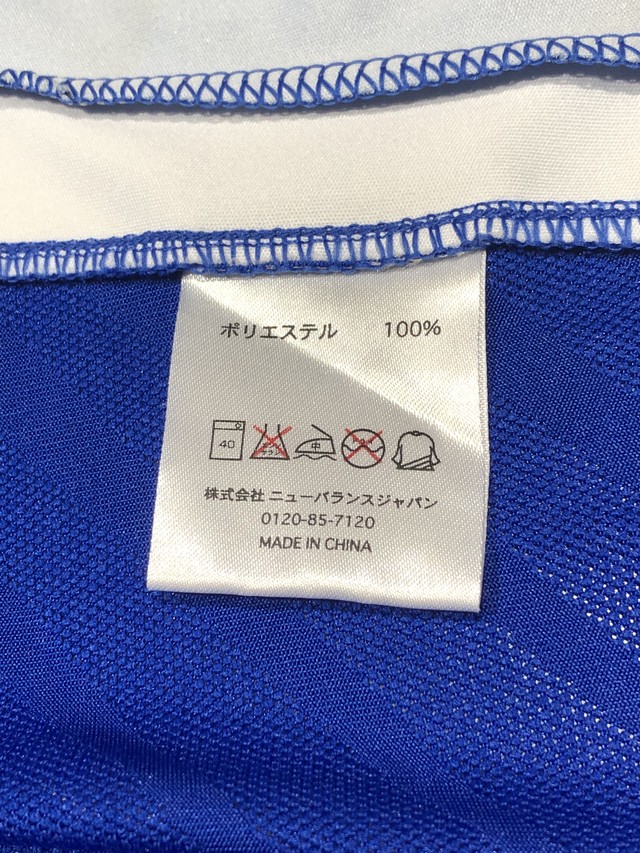 ポリエステル 100%
40 中
株式会社 ニューバランスジャパン
0120-85-7120
MADE IN CHINA